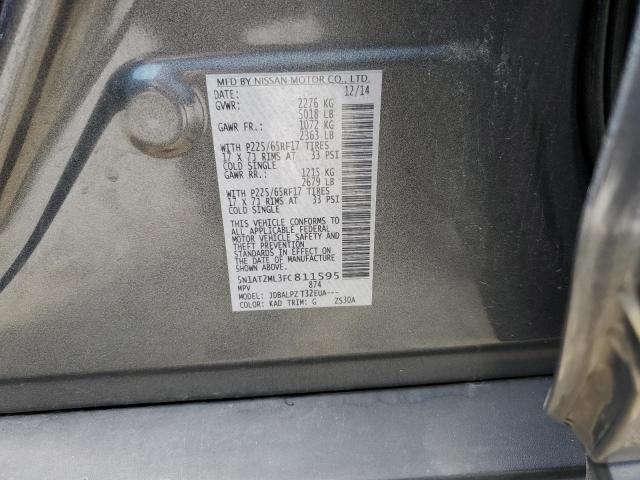 MFD BY NISSAN MOTOR CO., LTD.
DATE: 12/14
GVWR: 2276 KG
5018 LB
GAWR FR.: 1072 KG
2363 LB
WITH P225/65RF17 TIRES
17 X 7J RIMS AT 33 PSI
COLD SINGLE
GAWR RR.: 1215 KG
2679 LB
WITH P225/65RF17 TIRES
17 X 7J RIMS AT 33 PSI
COLD SINGLE
THIS VEHICLE CONFORMS TO
ALL APPLICABLE FEDERAL
MOTOR VEHICLE SAFETY AND
THEFT PREVENTION
STANDARDS IN EFFECT ON
THE DATE OF MANUFACTURE
SHOWN ABOVE.
5N1AT2ML3FC811595
MPV 874
MODEL: JDBALPZ T32EUA---
COLOR: KAD TRIM: G ZS30A